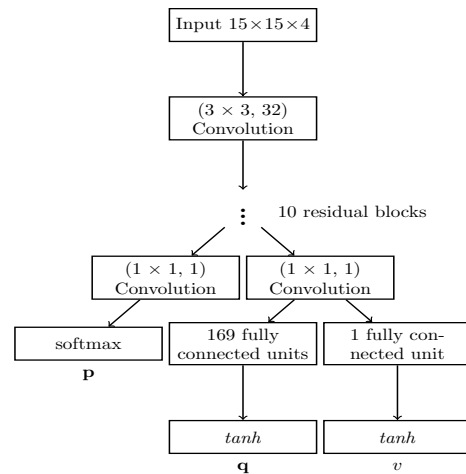 Input 15×15×4
(3 × 3, 32)
Convolution
10 residual blocks
(1 × 1, 1)
Convolution
(1 × 1, 1)
Convolution
softmax
p
169 fully
connected units
1 fully con-
nected unit
tanh
q
tanh
v